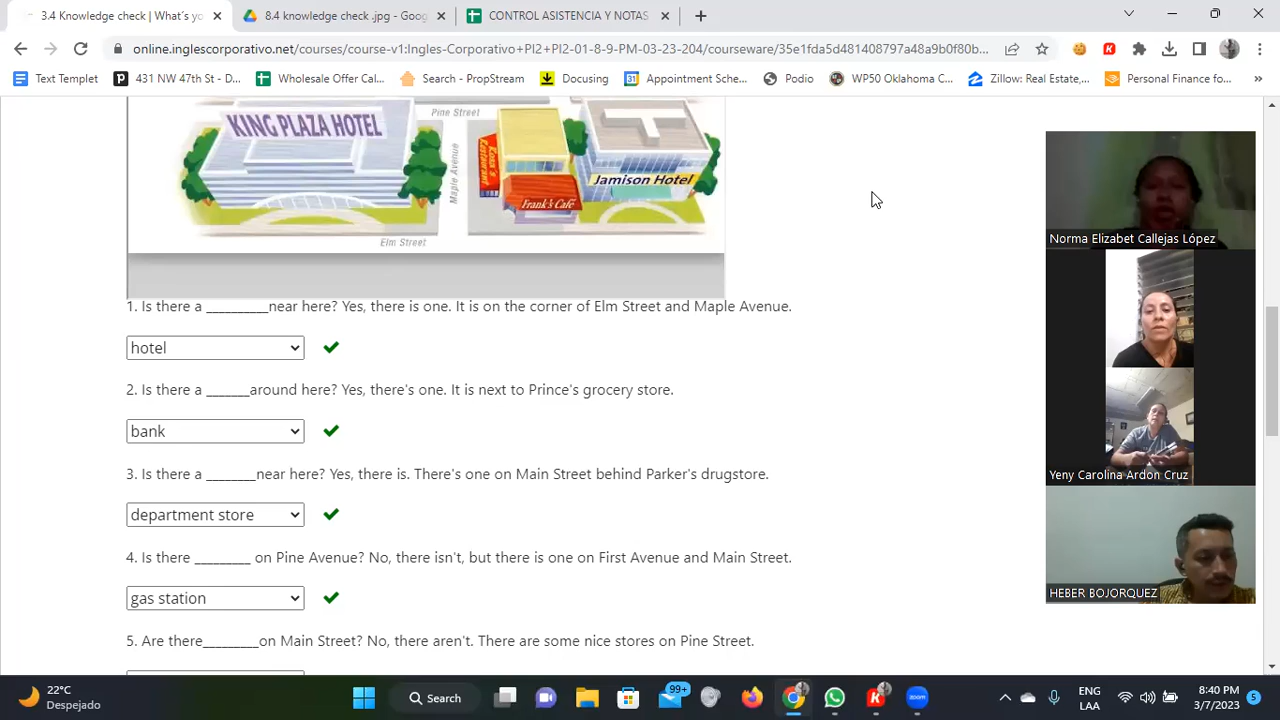 3.4 Knowledge check | What's yo
8.4 knowledge check .jpg - Goog
CONTROL ASISTENCIA Y NOTAS
online.inglescorporativo.net/courses/course-v1:Ingles-Corporativo+PI2+PI2-01-8-9-PM-03-23-204/courseware/35e1fda5d481408797a48a9b0f80b...
Text Templet
431 NW 47th St - D...
Wholesale Offer Cal...
Search - PropStream
Docusing
Appointment Sche...
Podio
WP50 Oklahoma C...
Zillow: Real Estate,...
Personal Finance fo...
Pine Street
KING PLAZA HOTEL
Maple Avenue
Restaurant
Frank's Café
Jamison Hotel
Elm Street
1. Is there a __________near here? Yes, there is one. It is on the corner of Elm Street and Maple Avenue.
hotel
2. Is there a _______around here? Yes, there's one. It is next to Prince's grocery store.
bank
3. Is there a ________near here? Yes, there is. There's one on Main Street behind Parker's drugstore.
department store
4. Is there _________ on Pine Avenue? No, there isn't, but there is one on First Avenue and Main Street.
gas station
5. Are there_________on Main Street? No, there aren't. There are some nice stores on Pine Street.
Norma Elizabet Callejas López
Yeny Carolina Ardon Cruz
HEBER BOJORQUEZ
22°C
Despejado
Search
99+
zoom
ENG
LAA
8:40 PM
3/7/2023
5